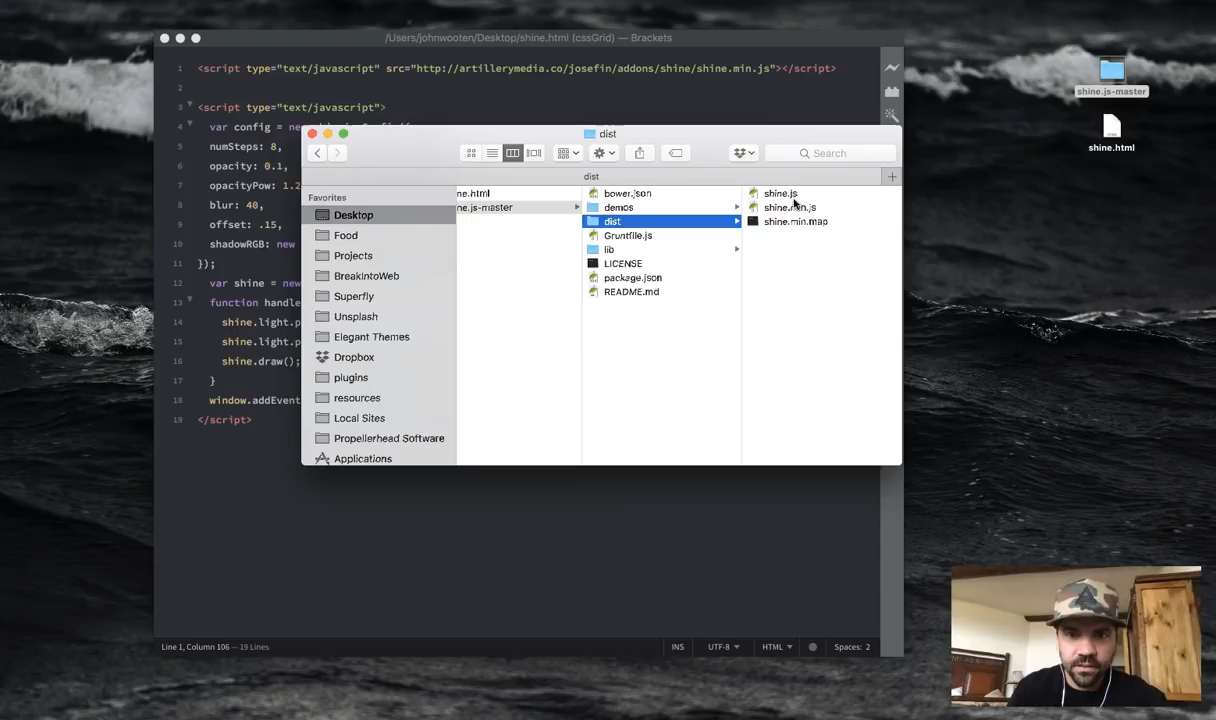 /Users/johnwooten/Desktop/shine.html (cssGrid) — Brackets
1 <script type="text/javascript" src="http://artillerymedia.co/josefin/addons/shine/shine.min.js"></script>
2
3 <script type="text/javascript">
4 var config = ne
5 numSteps: 8,
6 opacity: 0.1,
7 opacityPow: 1.2
8 blur: 40,
9 offset: .15,
10 shadowRGB: new
11 });
12 var shine = new
13 function handle
14 shine.light.p
15 shine.light.p
16 shine.draw();
17 }
18 window.addEvent
19 </script>
Line 1, Column 106 — 19 Lines
INS
UTF-8
HTML
Spaces: 2
dist
Search
dist
Favorites
Desktop
Food
Projects
BreakIntoWeb
Superfly
Unsplash
Elegant Themes
Dropbox
plugins
resources
Local Sites
Propellerhead Software
Applications
ne.html
ne.js-master
bower.json
demos
dist
Gruntfile.js
lib
LICENSE
package.json
README.md
shine.js
shine.min.js
shine.min.map
shine.js-master
shine.html